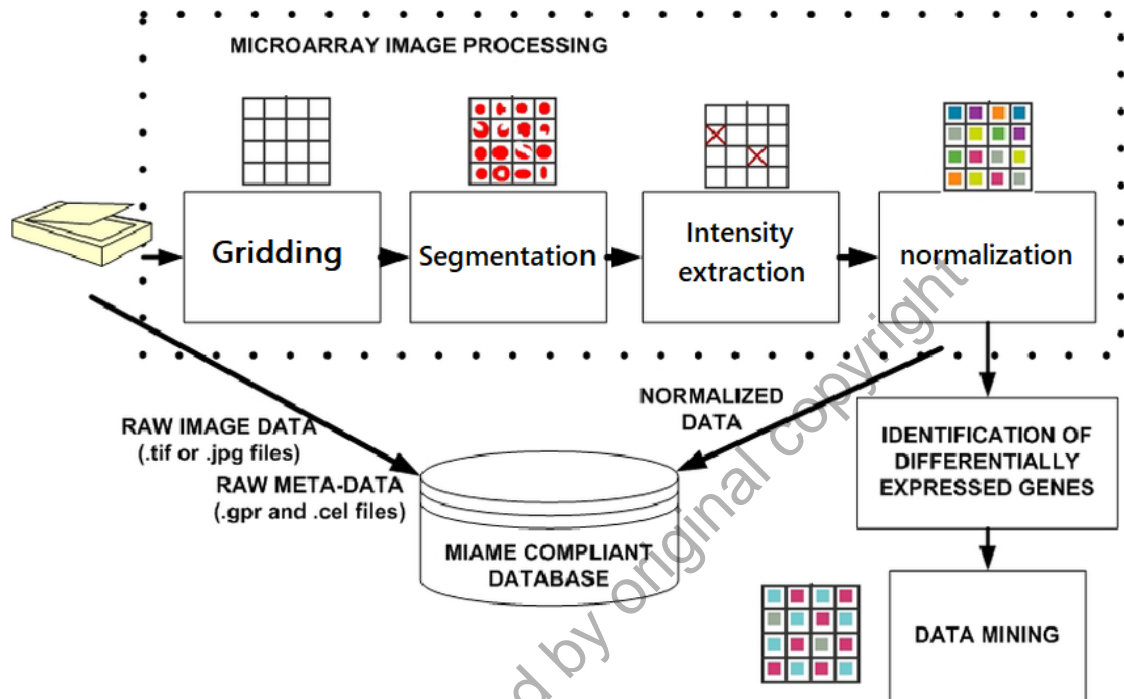 MICROARRAY IMAGE PROCESSING
Gridding
Segmentation
Intensity
extraction
normalization
RAW IMAGE DATA
(.tif or .jpg files)
RAW META-DATA
(.gpr and .cel files)
NORMALIZED
DATA
MIAME COMPLIANT
DATABASE
IDENTIFICATION OF
DIFFERENTIALLY
EXPRESSED GENES
DATA MINING
d by original copyright